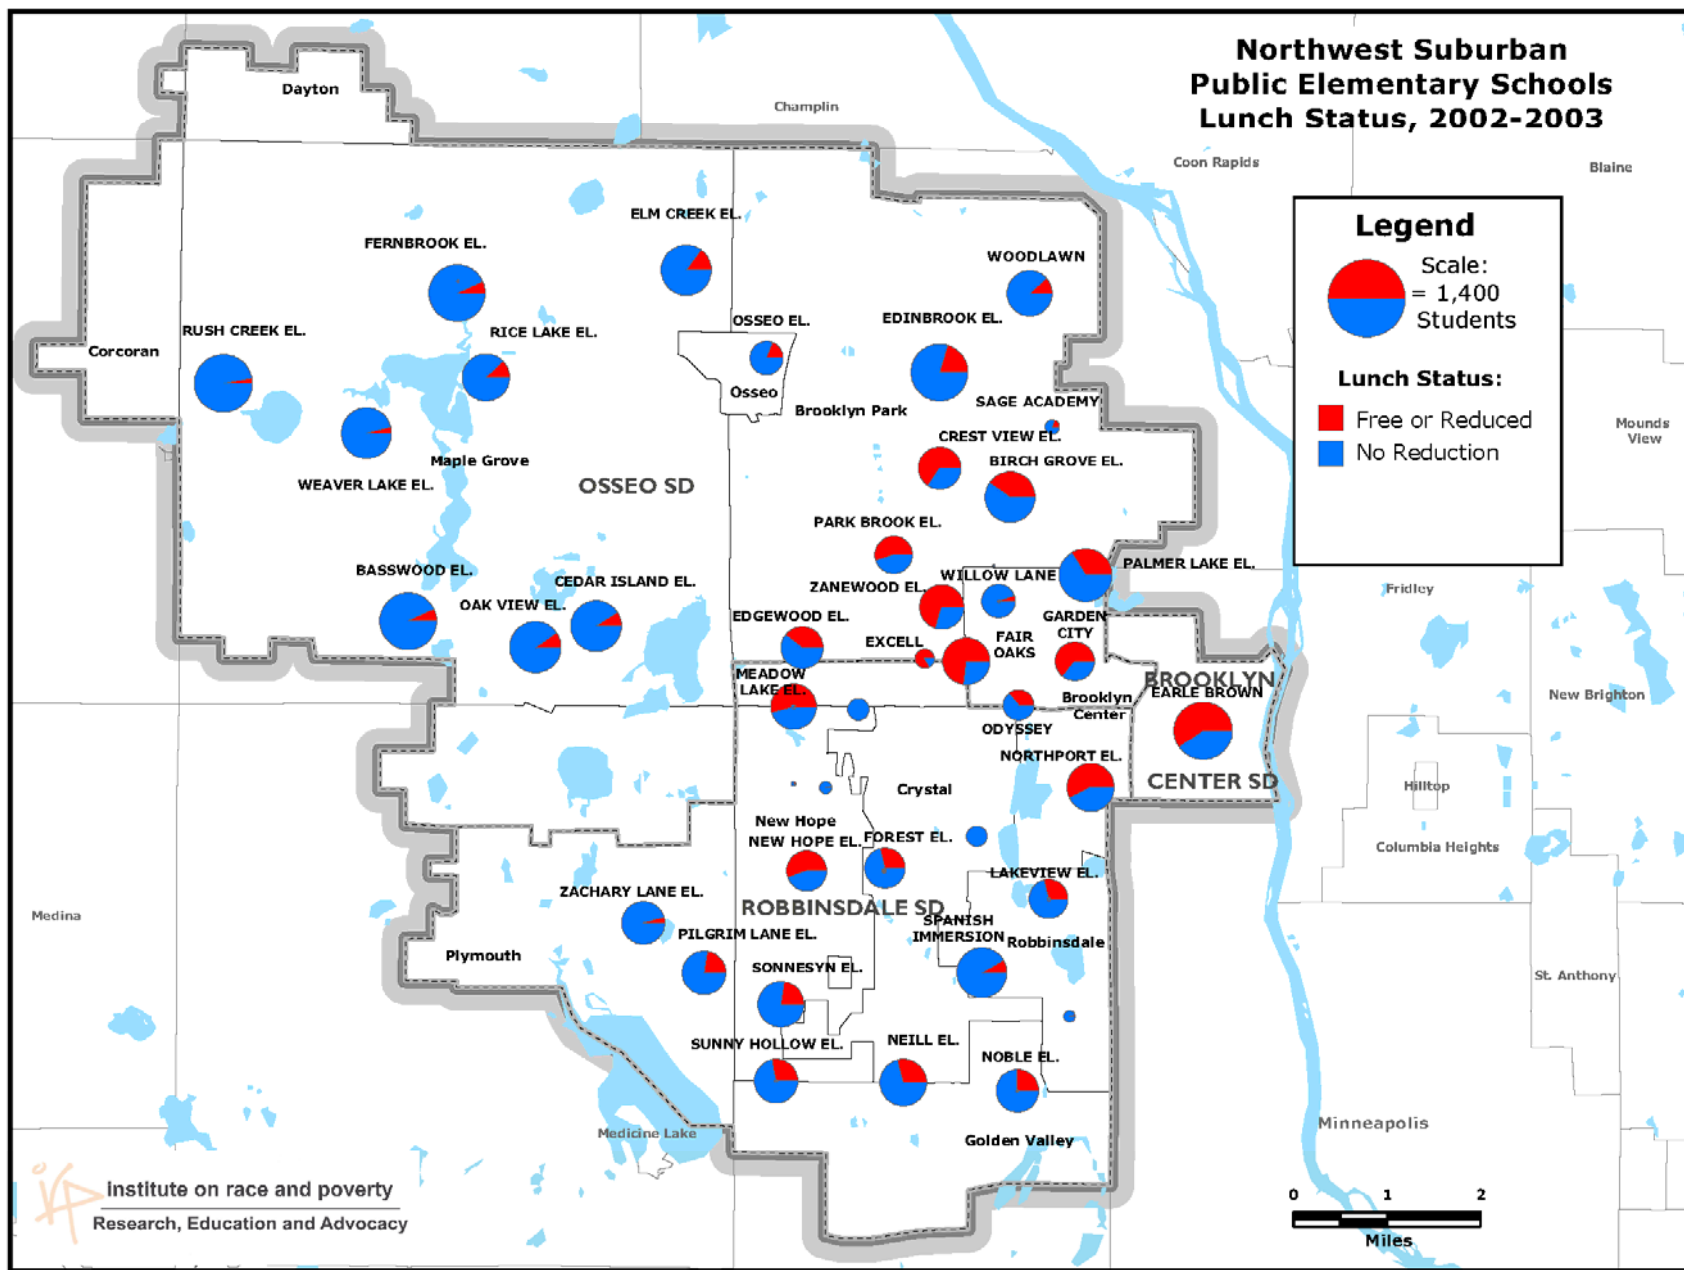 Northwest Suburban
Public Elementary Schools
Lunch Status, 2002-2003
Dayton
Champlin
Coon Rapids
Blaine
Legend
Scale:
= 1,400
Students
Lunch Status:
Free or Reduced
No Reduction
ELM CREEK EL.
FERNBROOK EL.
WOODLAWN
RUSH CREEK EL.
RICE LAKE EL.
OSSEO EL.
EDINBROOK EL.
Corcoran
Osseo
Brooklyn Park
SAGE ACADEMY
Mounds
View
CREST VIEW EL.
Maple Grove
BIRCH GROVE EL.
WEAVER LAKE EL.
OSSEO SD
PARK BROOK EL.
BASSWOOD EL.
CEDAR ISLAND EL.
ZANEWOOD EL.
WILLOW LANE
PALMER LAKE EL.
Fridley
OAK VIEW EL.
EDGEWOOD EL.
GARDEN
CITY
EXCELL
FAIR
OAKS
MEADOW
LAKE EL.
BROOKLYN
EARLE BROWN
New Brighton
Brooklyn
Center
ODYSSEY
NORTHPORT EL.
CENTER SD
Crystal
Hilltop
New Hope
NEW HOPE EL.
FOREST EL.
Columbia Heights
LAKEVIEW EL.
ZACHARY LANE EL.
ROBBINSDALE SD
Medina
SPANISH
IMMERSION
PILGRIM LANE EL.
Robbinsdale
Plymouth
SONNESYN EL.
St. Anthony
SUNNY HOLLOW EL.
NEILL EL.
NOBLE EL.
Medicine Lake
Golden Valley
Minneapolis
irp
institute on race and poverty
Research, Education and Advocacy
0 1 2
Miles